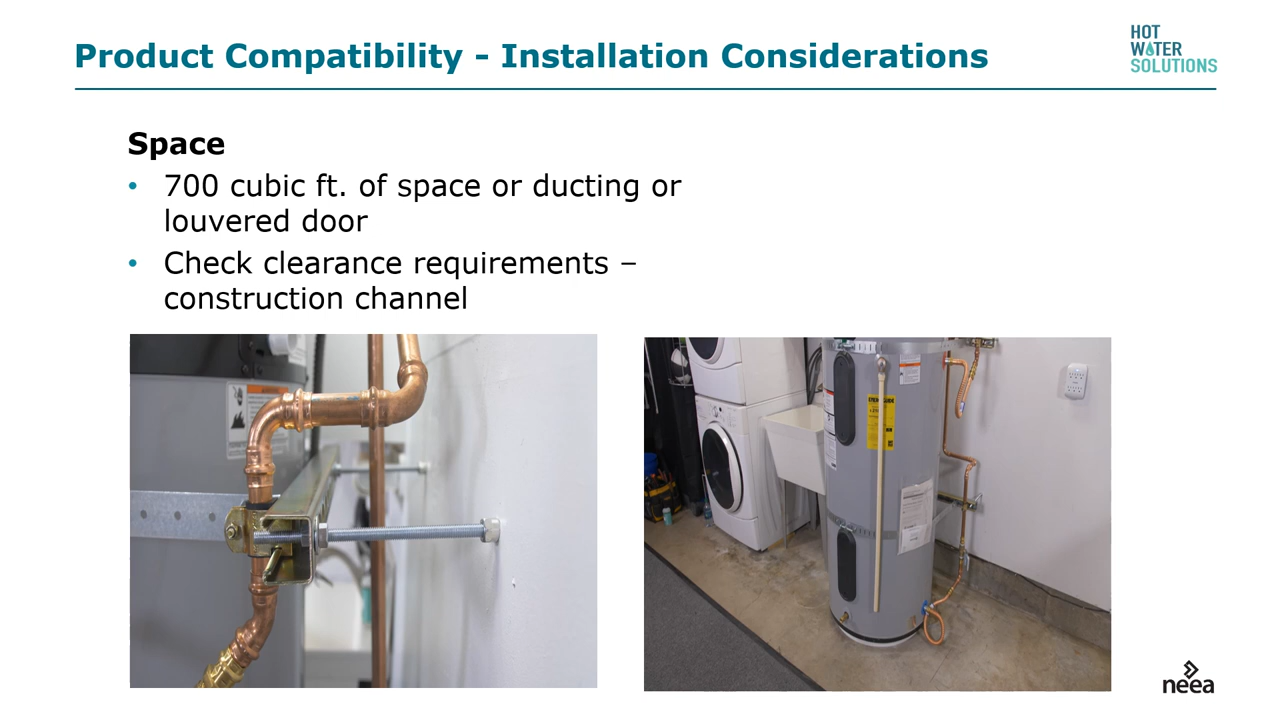 Product Compatibility - Installation Considerations
HOT
WATER
SOLUTIONS
Space
• 700 cubic ft. of space or ducting or
louvered door
• Check clearance requirements –
construction channel
neea